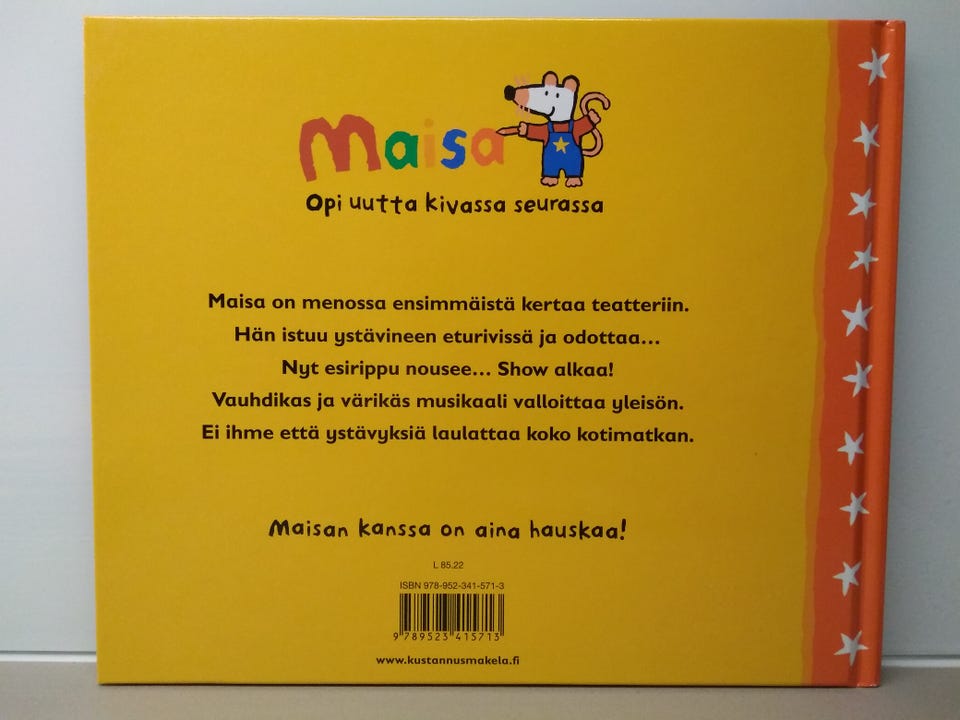 Maisa
Opi uutta kivassa seurassa
Maisa on menossa ensimmäistä kertaa teatteriin.
Hän istuu ystävineen eturivissä ja odottaa...
Nyt esirippu nousee... Show alkaa!
Vauhdikas ja värikäs musikaali valloittaa yleisön.
Ei ihme että ystävyksiä laulattaa koko kotimatkan.
Maisan kanssa on aina hauskaa!
L 85.22
ISBN 978-952-341-571-3
9 789523 415713
www.kustannusmakela.fi